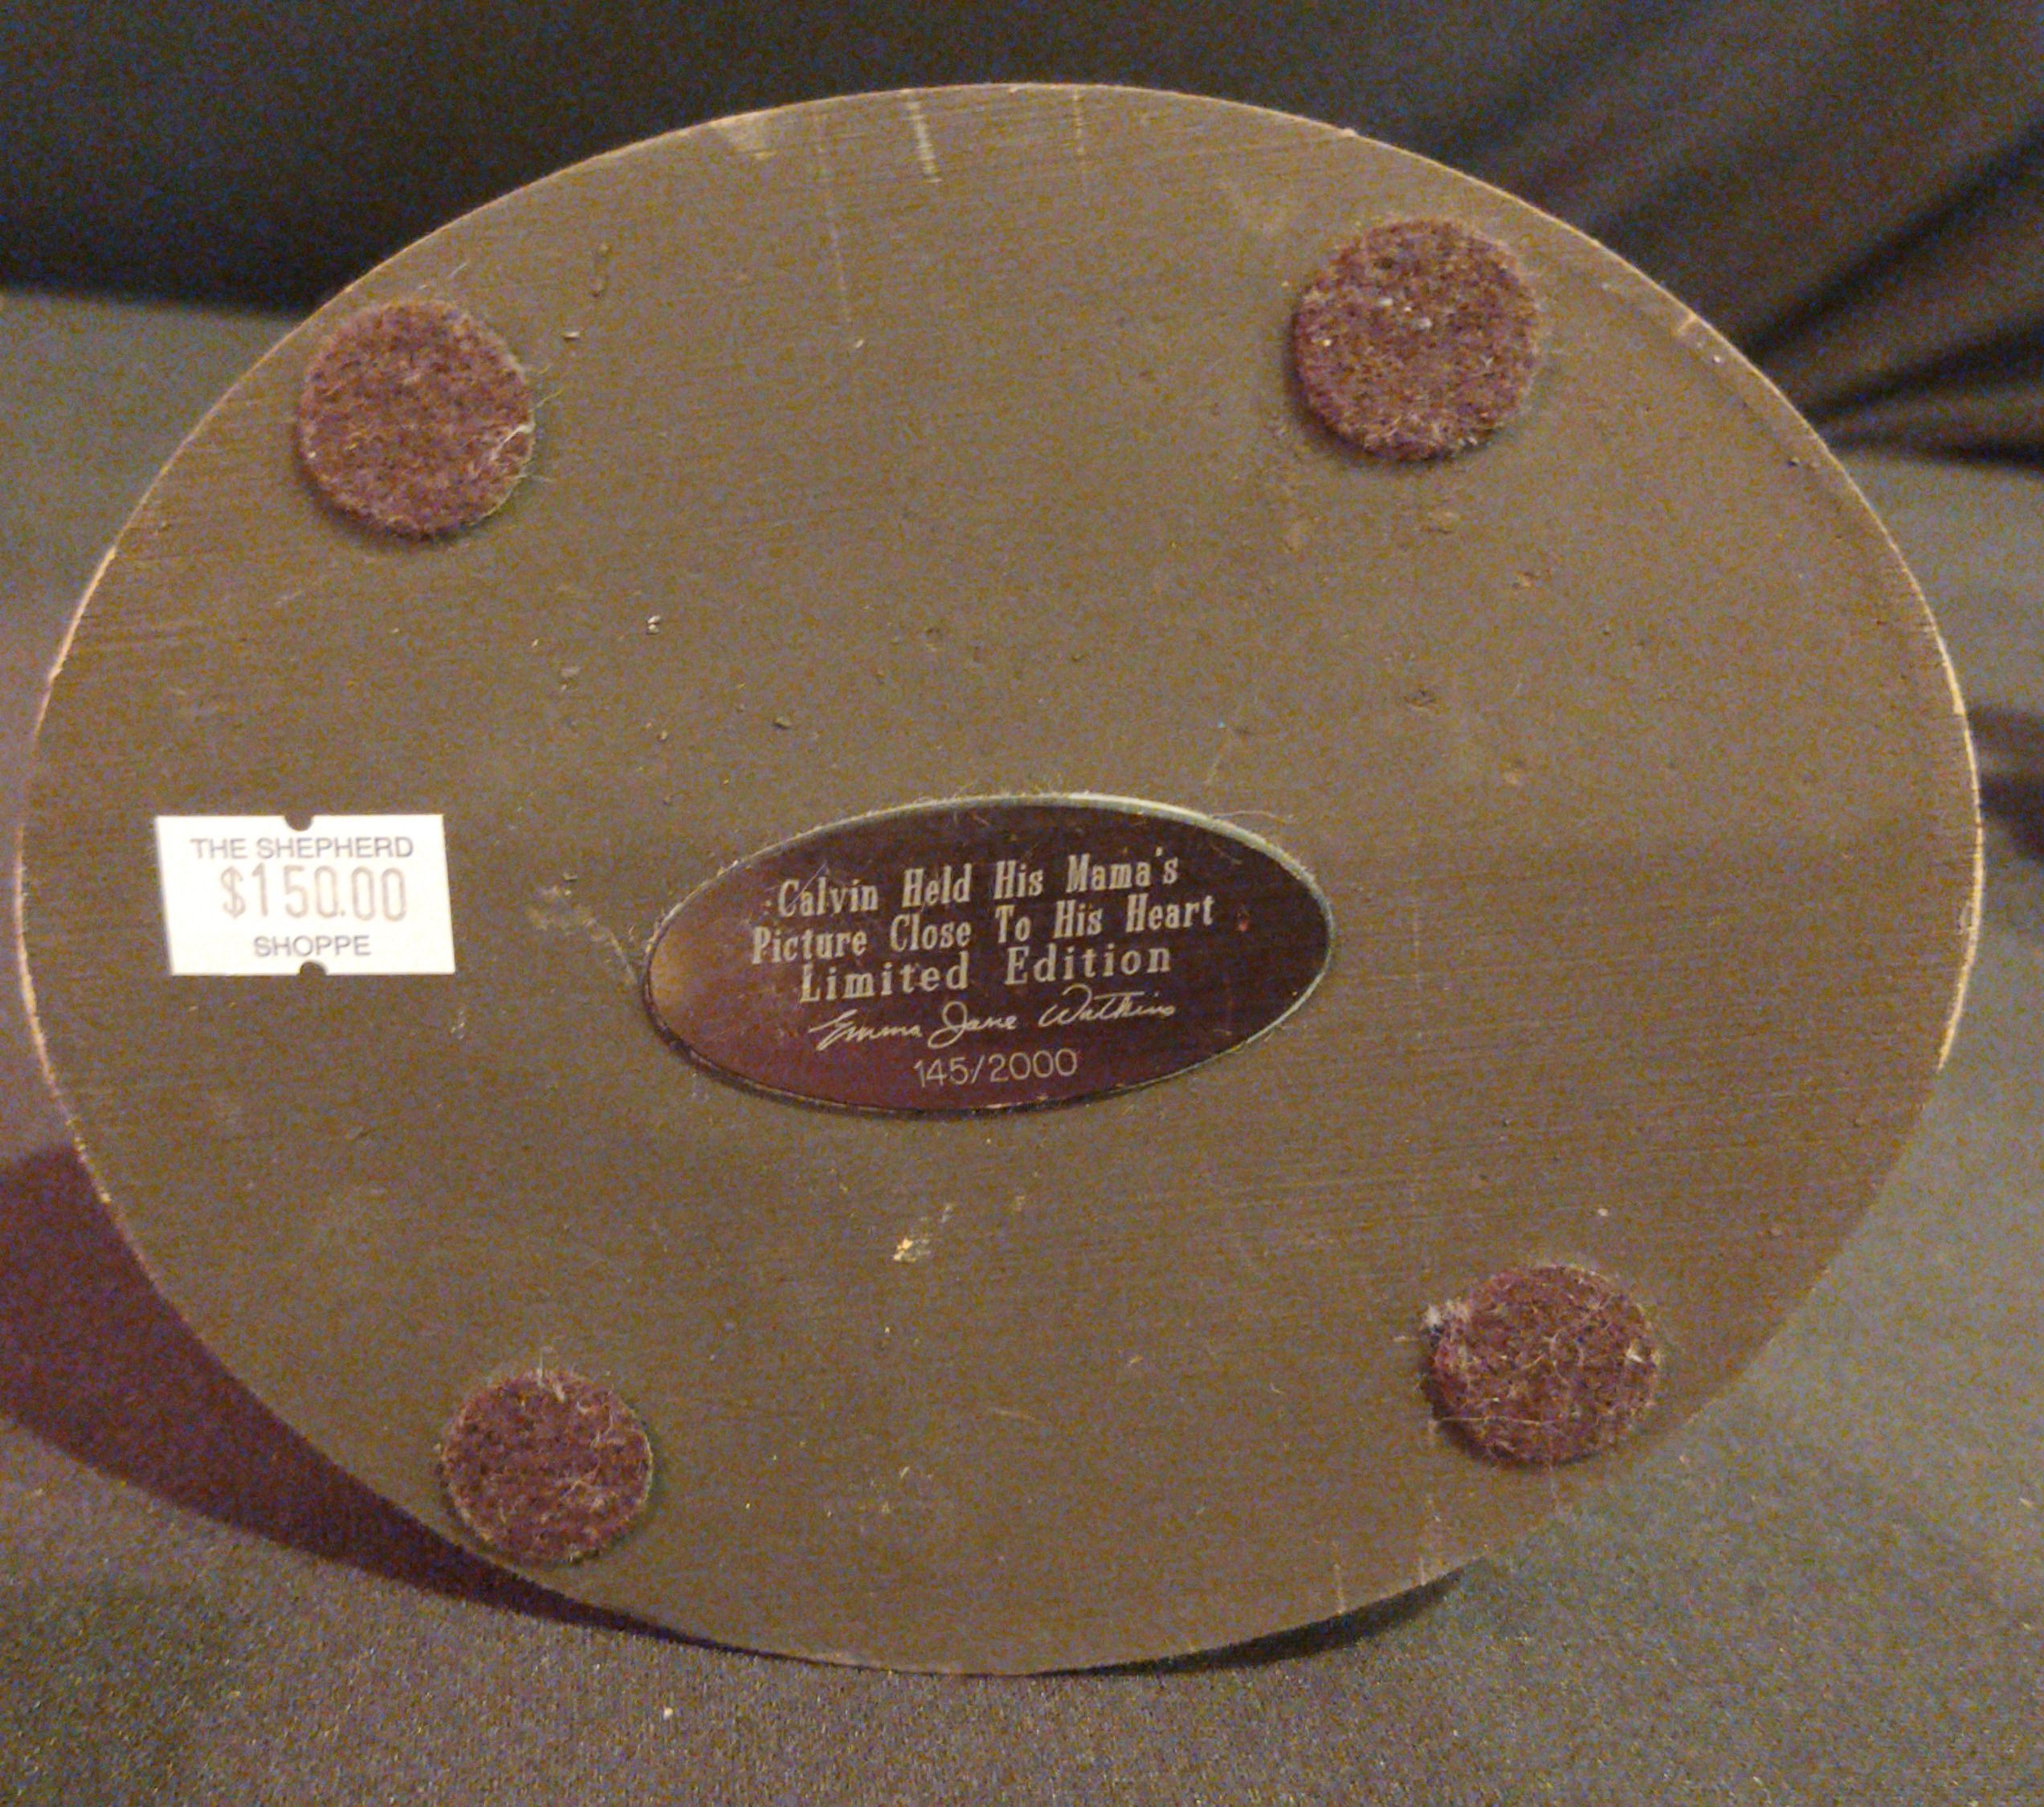 THE SHEPHERD
$150.00
SHOPPE
Calvin Held His Mama's
Picture Close To His Heart
Limited Edition
Emma Jane Watkins
145/2000